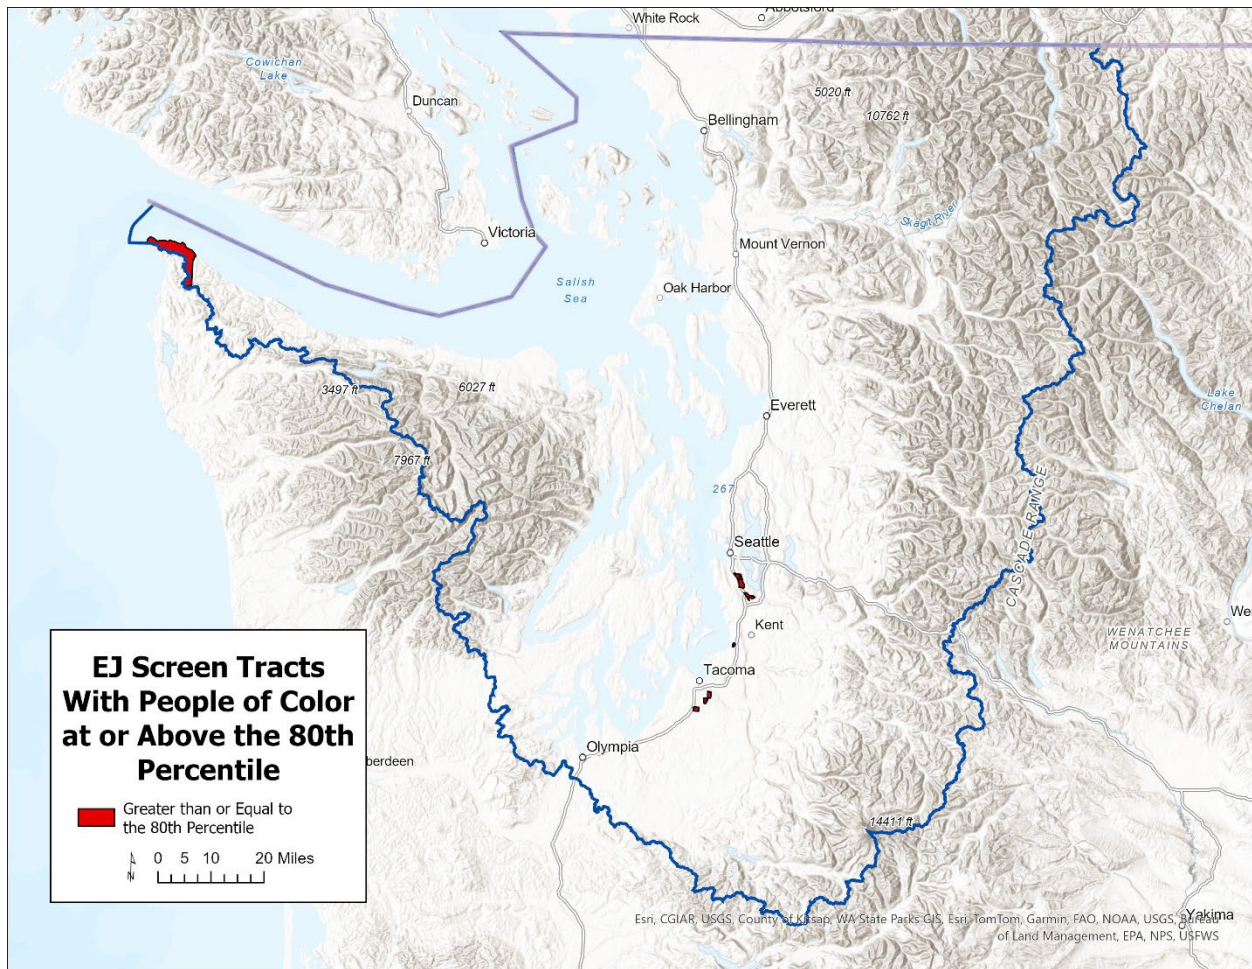 White Rock
Abbotsford
Cowichan
Lake
Duncan
5020 ft
10762 ft
Bellingham
Skagit River
Victoria
Mount Vernon
Salish
Sea
Oak Harbor
3497 ft
6027 ft
Lake
Chelan
Everett
7967 ft
267
CASCADE RANGE
Seattle
We
Kent
WENATCHEE
MOUNTAINS
Tacoma
Olympia
berdeen
14411 ft
EJ Screen Tracts
With People of Color
at or Above the 80th
Percentile
Greater than or Equal to
the 80th Percentile
N
0 5 10 20 Miles
Yakima
Esri, CGIAR, USGS, County of Kitsap, WA State Parks GIS, Esri, TomTom, Garmin, FAO, NOAA, USGS, Bureau
of Land Management, EPA, NPS, USFWS